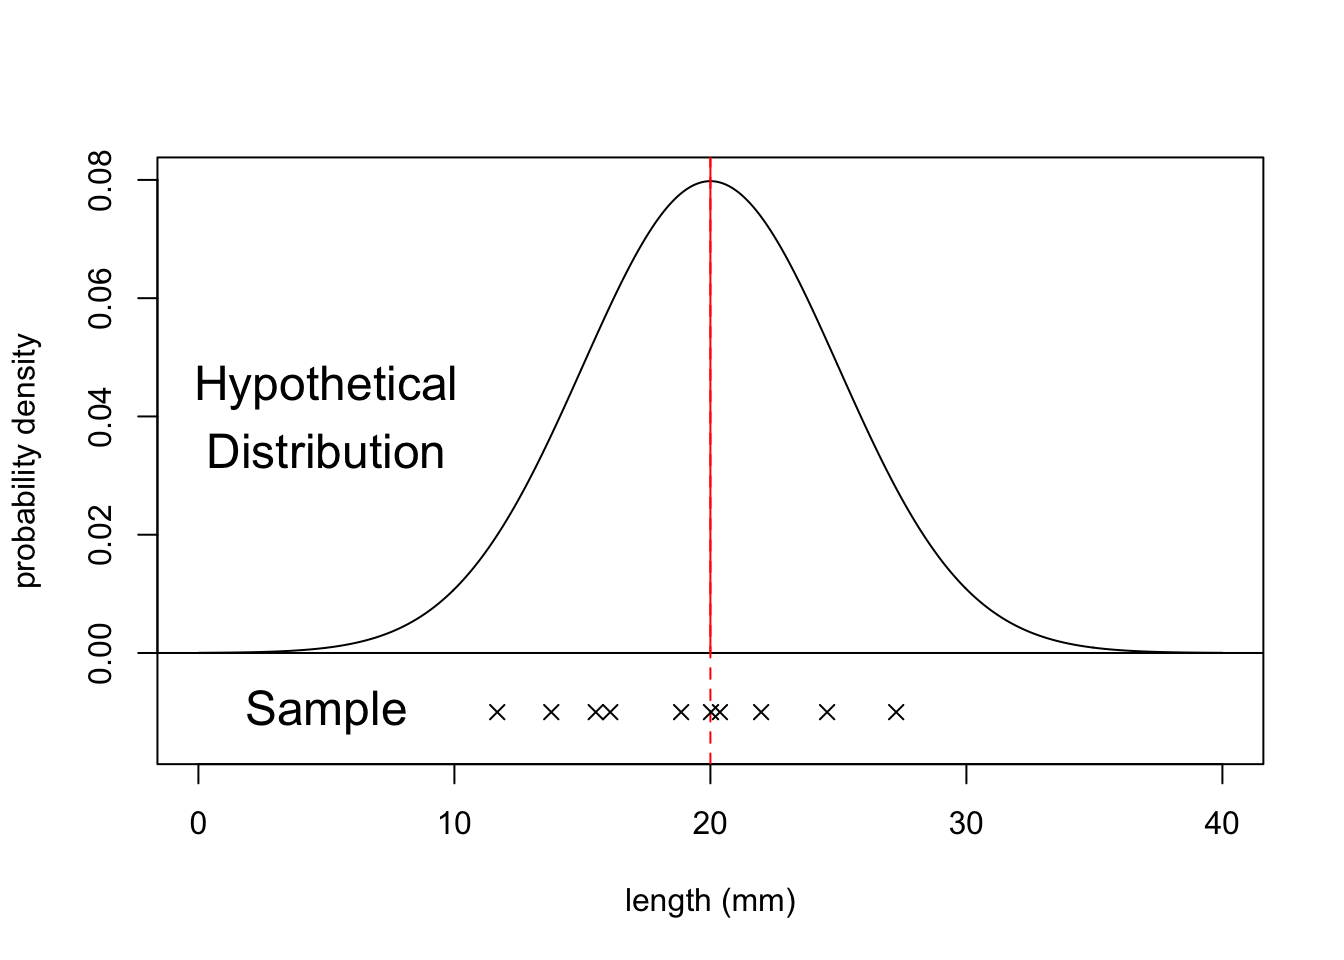 probability density
0.08
0.06
0.04
0.02
0.00
Hypothetical
Distribution
Sample
0 10 20 30 40
length (mm)